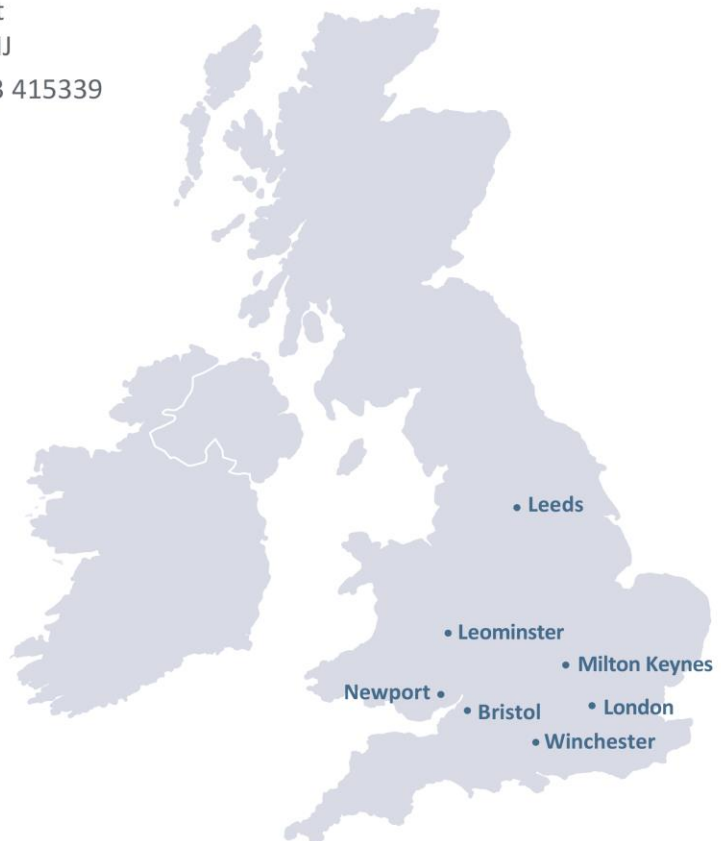 415339
Leeds
Leominster
Milton Keynes
Newport
London
Bristol
Winchester